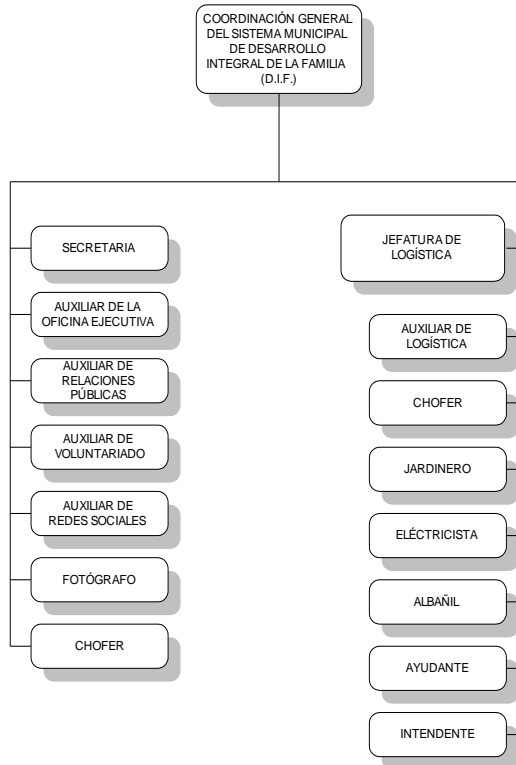 COORDINACIÓN GENERAL
DEL SISTEMA MUNICIPAL
DE DESARROLLO
INTEGRAL DE LA FAMILIA
(D.I.F.)
SECRETARIA
AUXILIAR DE LA
OFICINA EJECUTIVA
AUXILIAR DE
RELACIONES
PÚBLICAS
AUXILIAR DE
VOLUNTARIADO
AUXILIAR DE
REDES SOCIALES
FOTÓGRAFO
CHOFER
JEFATURA DE
LOGÍSTICA
AUXILIAR DE
LOGÍSTICA
CHOFER
JARDINERO
ELÉCTRICISTA
ALBAÑIL
AYUDANTE
INTENDENTE